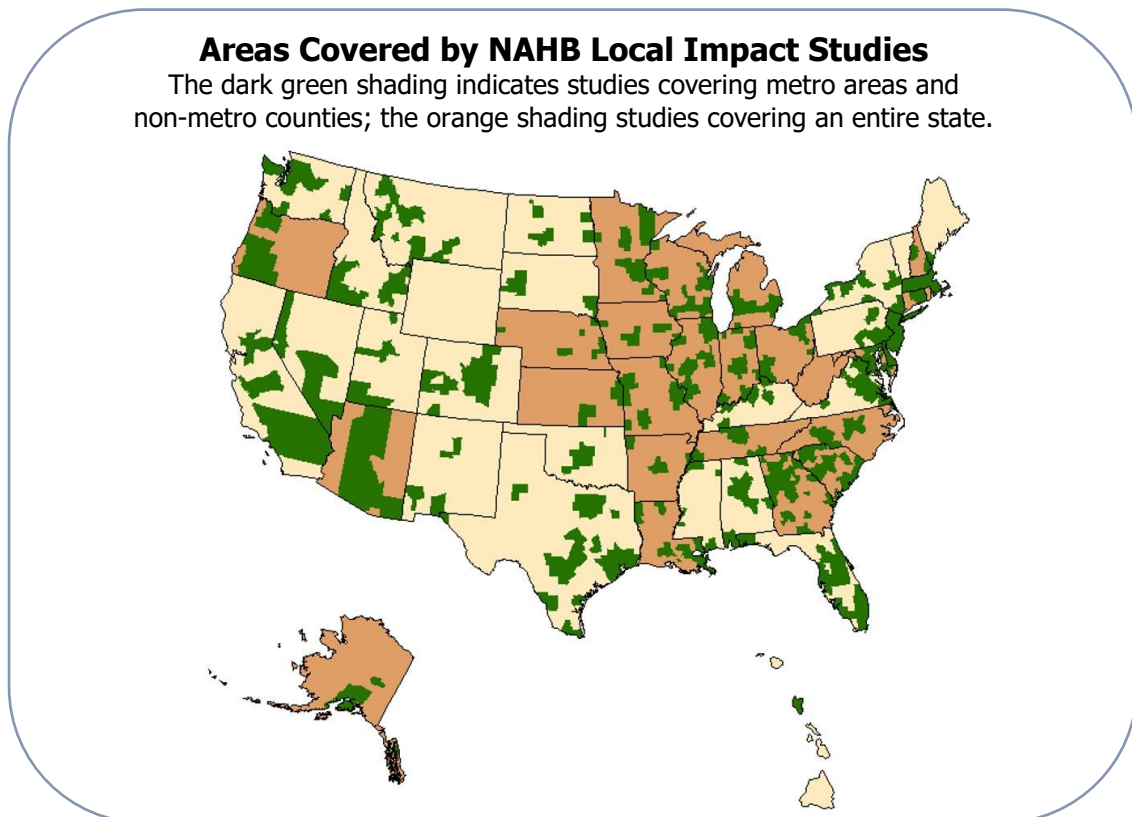 Areas Covered by NAHB Local Impact Studies
The dark green shading indicates studies covering metro areas and
non-metro counties; the orange shading studies covering an entire state.